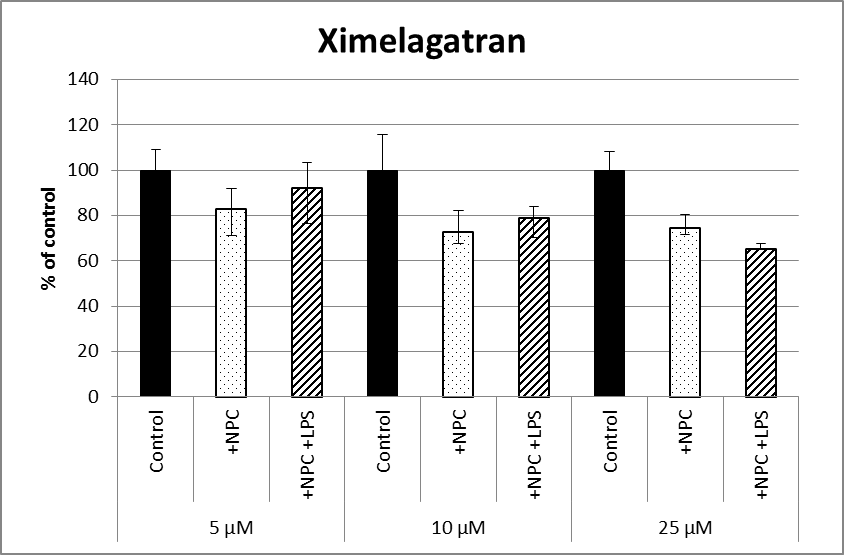 Ximelagatran
% of control
140
120
100
80
60
40
20
0
Control
+NPC
+NPC +LPS
Control
+NPC
+NPC +LPS
Control
+NPC
+NPC +LPS
5 µM
10 µM
25 µM